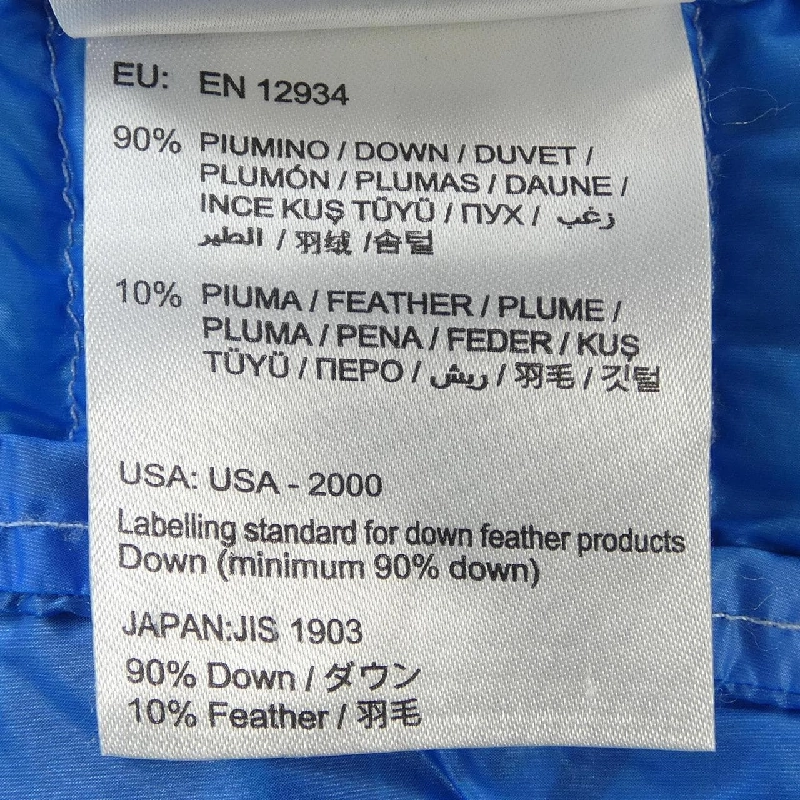 EU: EN 12934
90% PIUMINO / DOWN / DUVET /
PLUMÓN / PLUMAS / DAUNE /
INCE KUŞ TÜYÜ / ПУХ / زغب
الطير / 羽绒 /솜털
10% PIUMA / FEATHER / PLUME /
PLUMA / PENA / FEDER / KUŞ
TÜYÜ / ПЕРО / ريش / 羽毛 / 깃털
USA: USA - 2000
Labelling standard for down feather products
Down (minimum 90% down)
JAPAN:JIS 1903
90% Down / ダウン
10% Feather / 羽毛